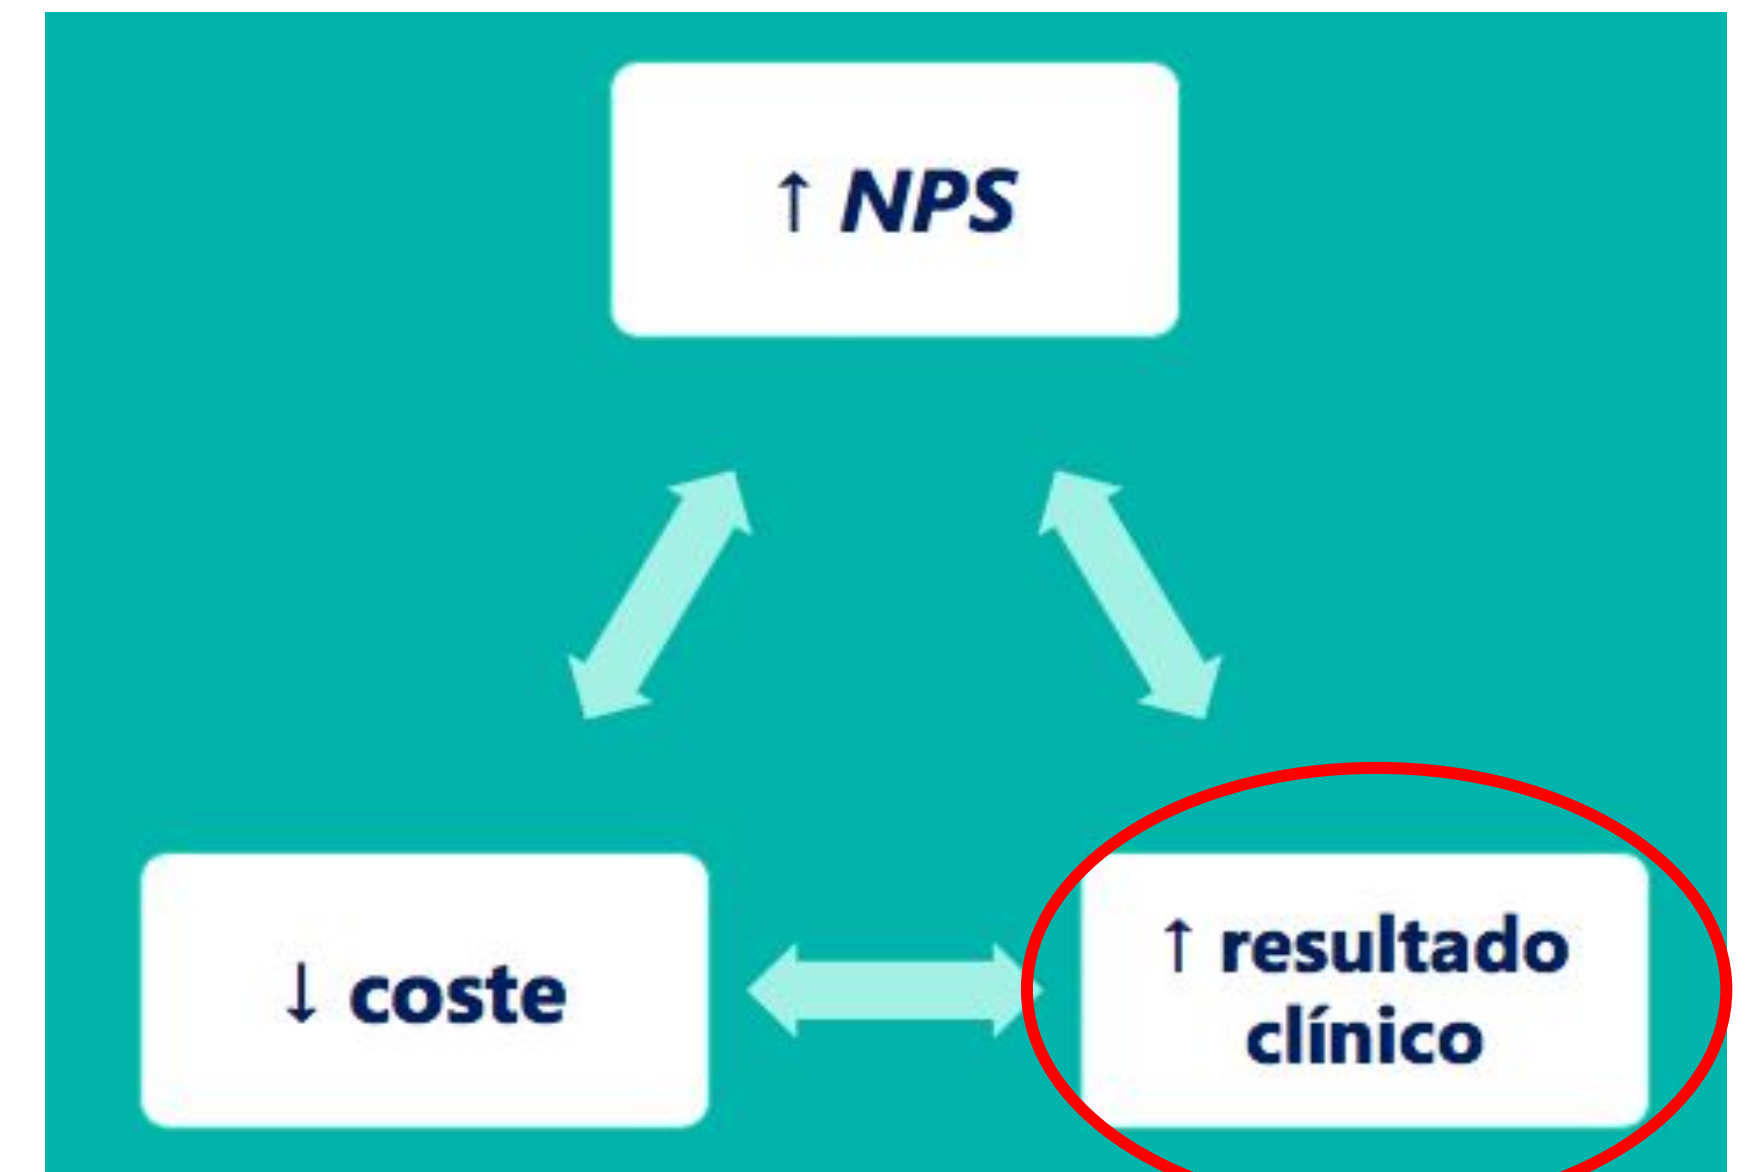 ↑ NPS
↓ coste
↑ resultado
clínico